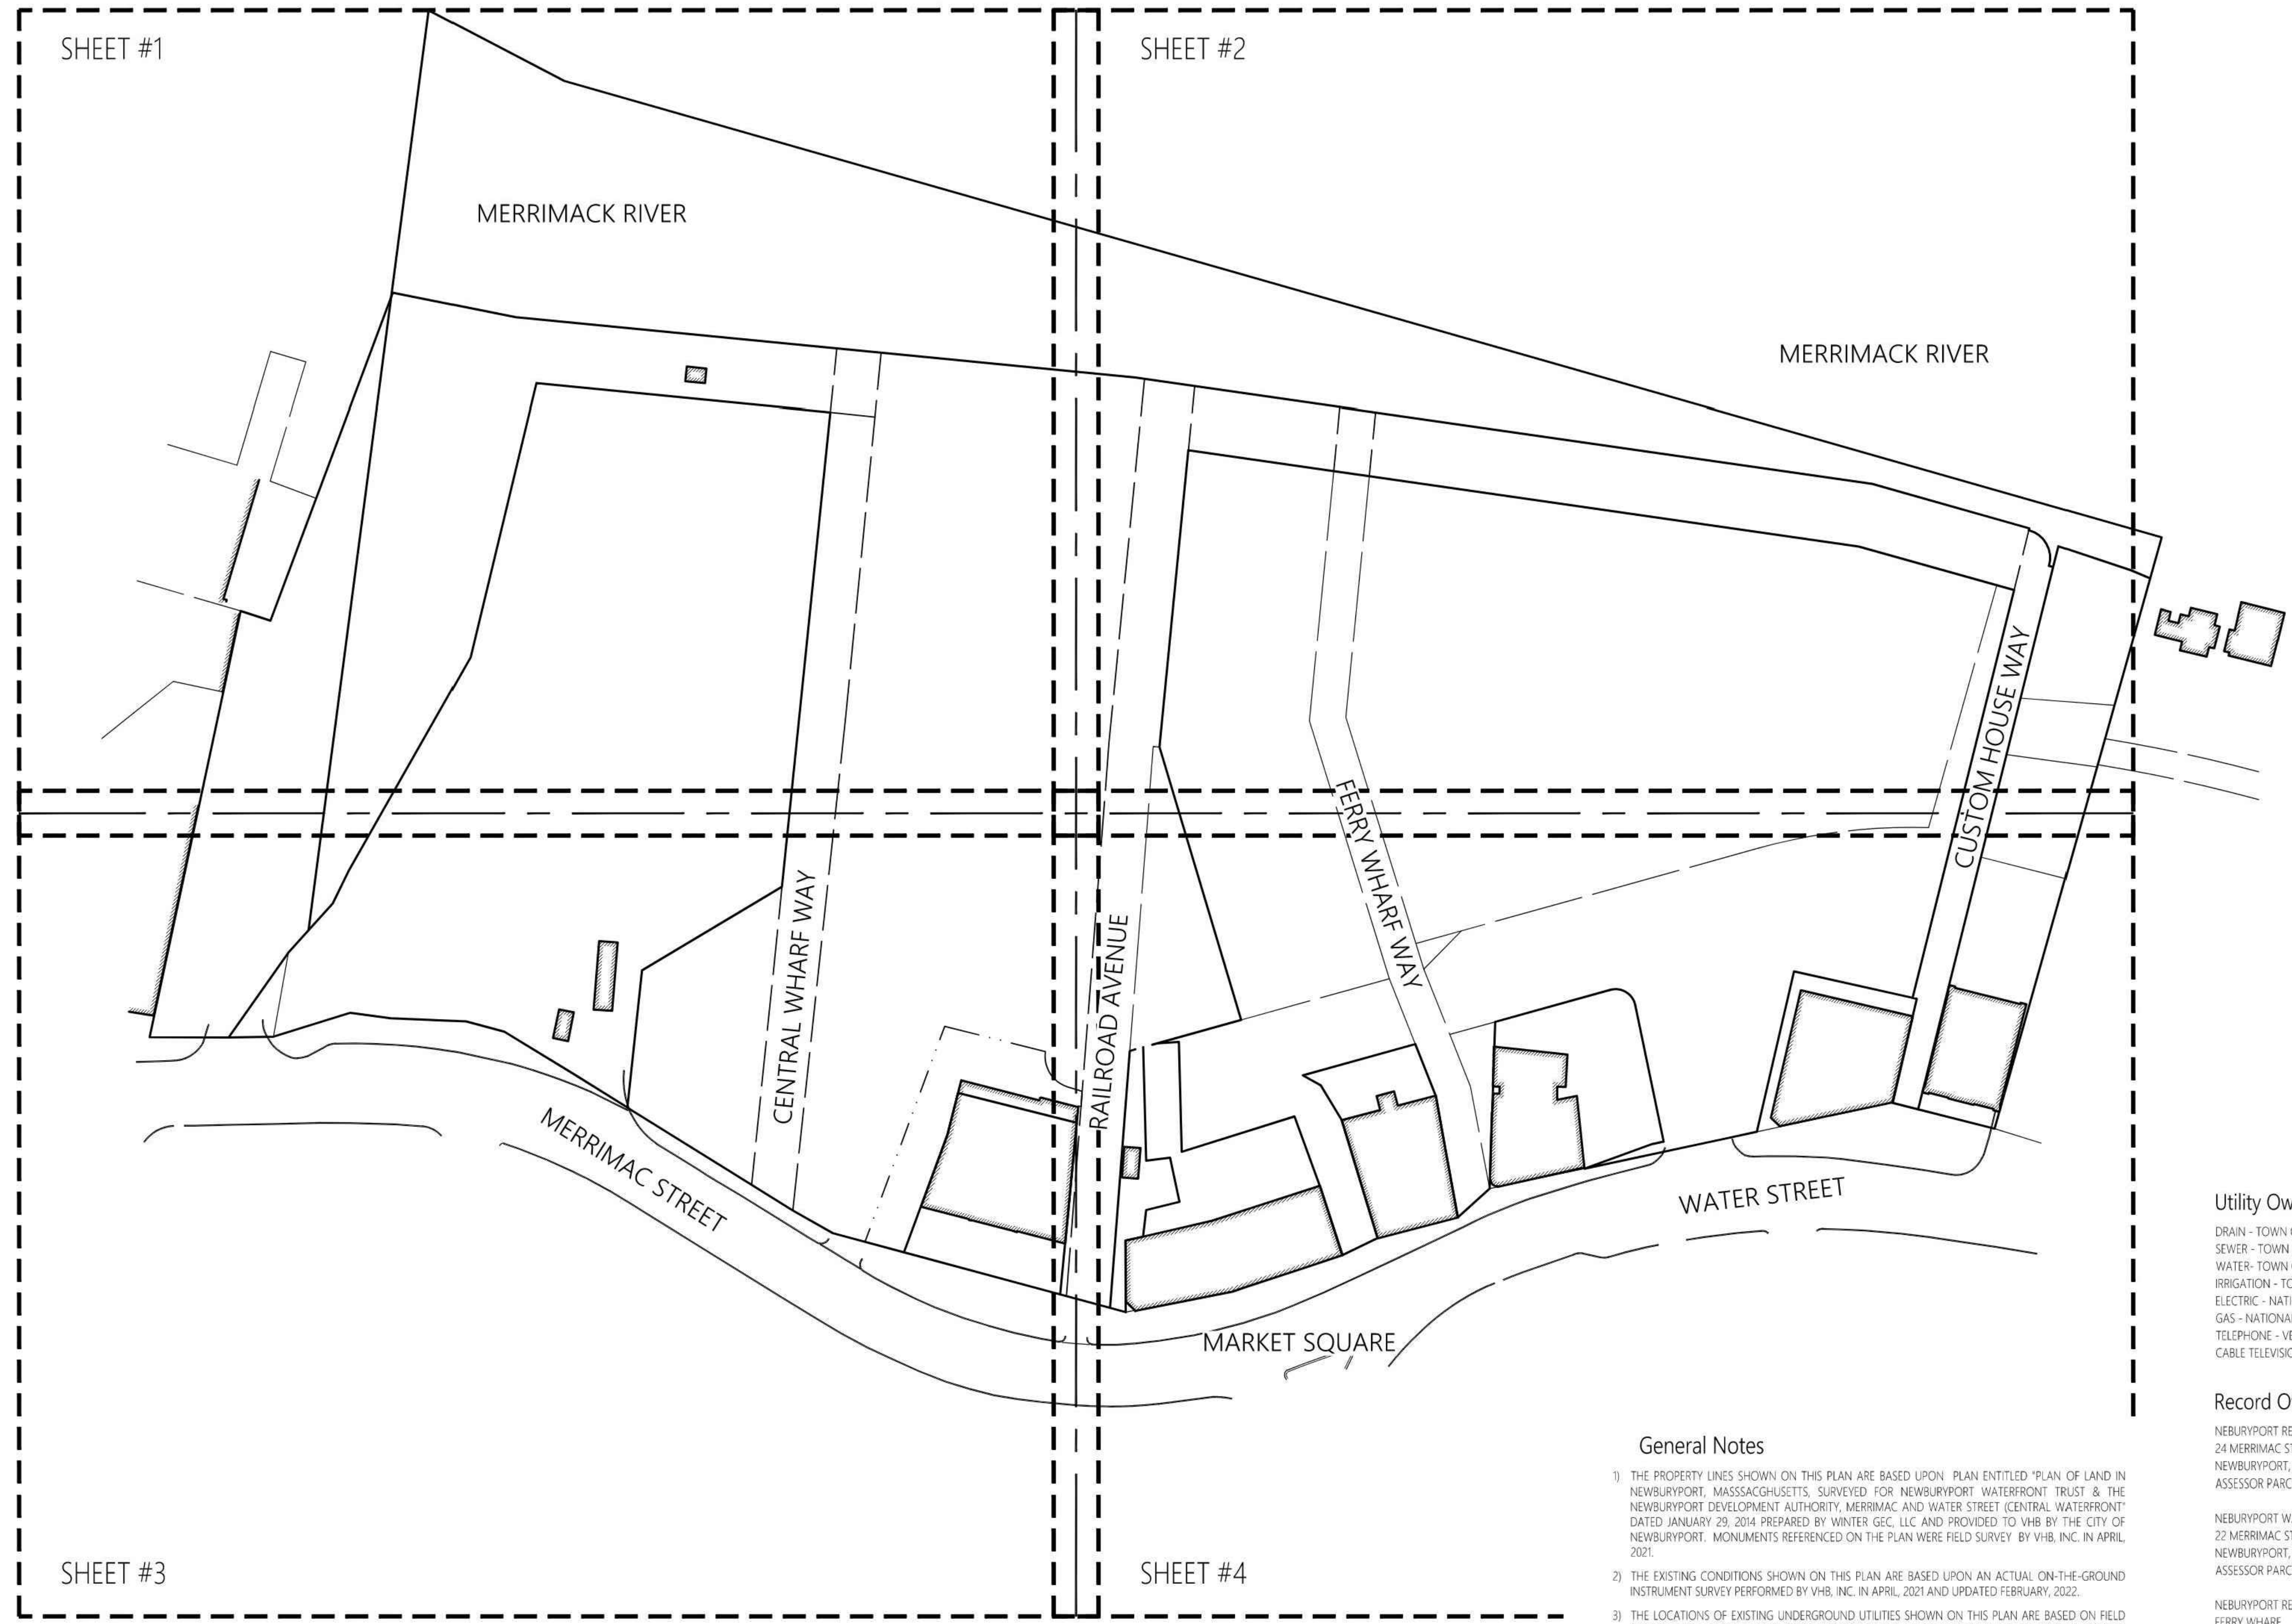 SHEET #1
SHEET #2
MERRIMACK RIVER
MERRIMACK RIVER
CUSTOM HOUSE WAY
FERRY WHARF WAY
CENTRAL WHARF WAY
RAILROAD AVENUE
MERRIMAC STREET
WATER STREET
MARKET SQUARE
SHEET #3
SHEET #4
General Notes
1) THE PROPERTY LINES SHOWN ON THIS PLAN ARE BASED UPON PLAN ENTITLED "PLAN OF LAND IN
NEWBURYPORT, MASSSACGHUSETTS, SURVEYED FOR NEWBURYPORT WATERFRONT TRUST & THE
NEWBURYPORT DEVELOPMENT AUTHORITY, MERRIMAC AND WATER STREET (CENTRAL WATERFRONT"
DATED JANUARY 29, 2014 PREPARED BY WINTER GEC, LLC AND PROVIDED TO VHB BY THE CITY OF
NEWBURYPORT. MONUMENTS REFERENCED ON THE PLAN WERE FIELD SURVEY BY VHB, INC. IN APRIL,
2021.
2) THE EXISTING CONDITIONS SHOWN ON THIS PLAN ARE BASED UPON AN ACTUAL ON-THE-GROUND
INSTRUMENT SURVEY PERFORMED BY VHB, INC. IN APRIL, 2021 AND UPDATED FEBRUARY, 2022.
3) THE LOCATIONS OF EXISTING UNDERGROUND UTILITIES SHOWN ON THIS PLAN ARE BASED ON FIELD
Utility Ow
DRAIN - TOWN
SEWER - TOWN
WATER- TOWN
IRRIGATION - TO
ELECTRIC - NATI
GAS - NATIONA
TELEPHONE - VE
CABLE TELEVISI
Record O
NEBURYPORT RE
24 MERRIMAC ST
NEWBURYPORT,
ASSESSOR PARC
NEBURYPORT W
22 MERRIMAC ST
NEWBURYPORT,
ASSESSOR PARC
NEBURYPORT RE
FERRY WHARF